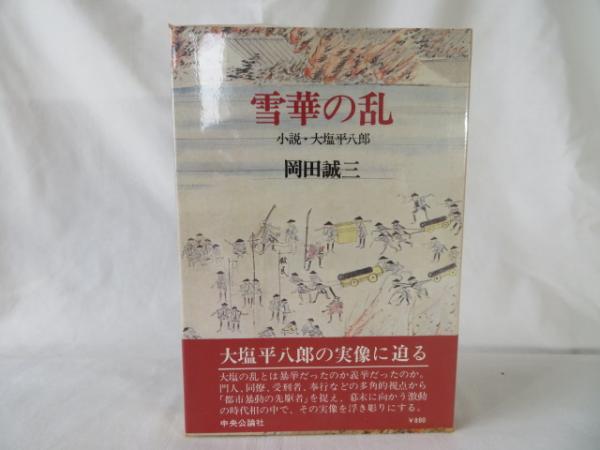 雪華の乱
小説・大塩平八郎
岡田誠三
救民
大塩平八郎の実像に迫る
大塩の乱とは暴挙だったのか義挙だったのか。
門人、同僚、受刑者、奉行などの多角的視点から
「都市暴動の先駆者」を捉え、幕末に向かう激動
の時代相の中で、その実像を浮き彫りにする。
中央公論社
¥880